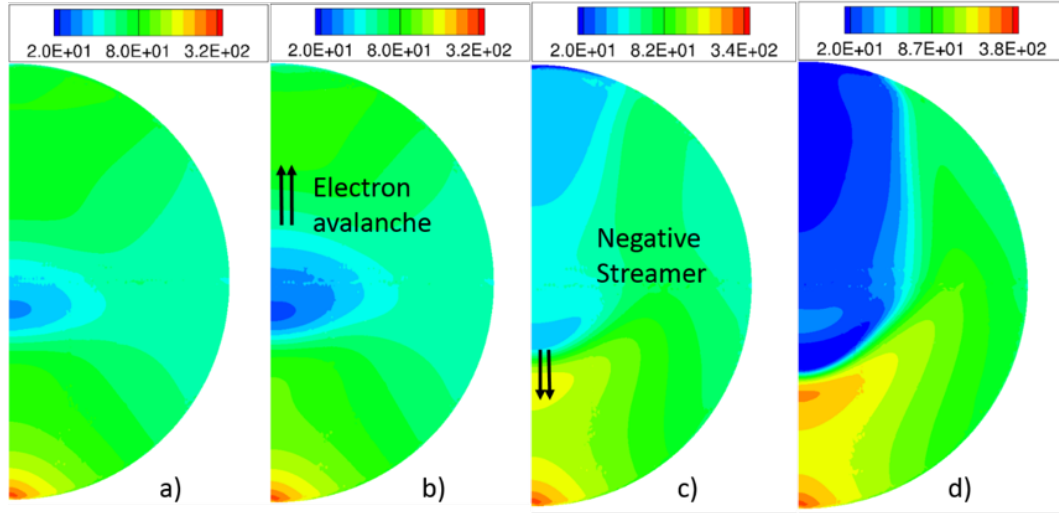 2.0E+01 8.0E+01 3.2E+02
2.0E+01 8.0E+01 3.2E+02
2.0E+01 8.2E+01 3.4E+02
2.0E+01 8.7E+01 3.8E+02
Electron
avalanche
Negative
Streamer
a)
b)
c)
d)